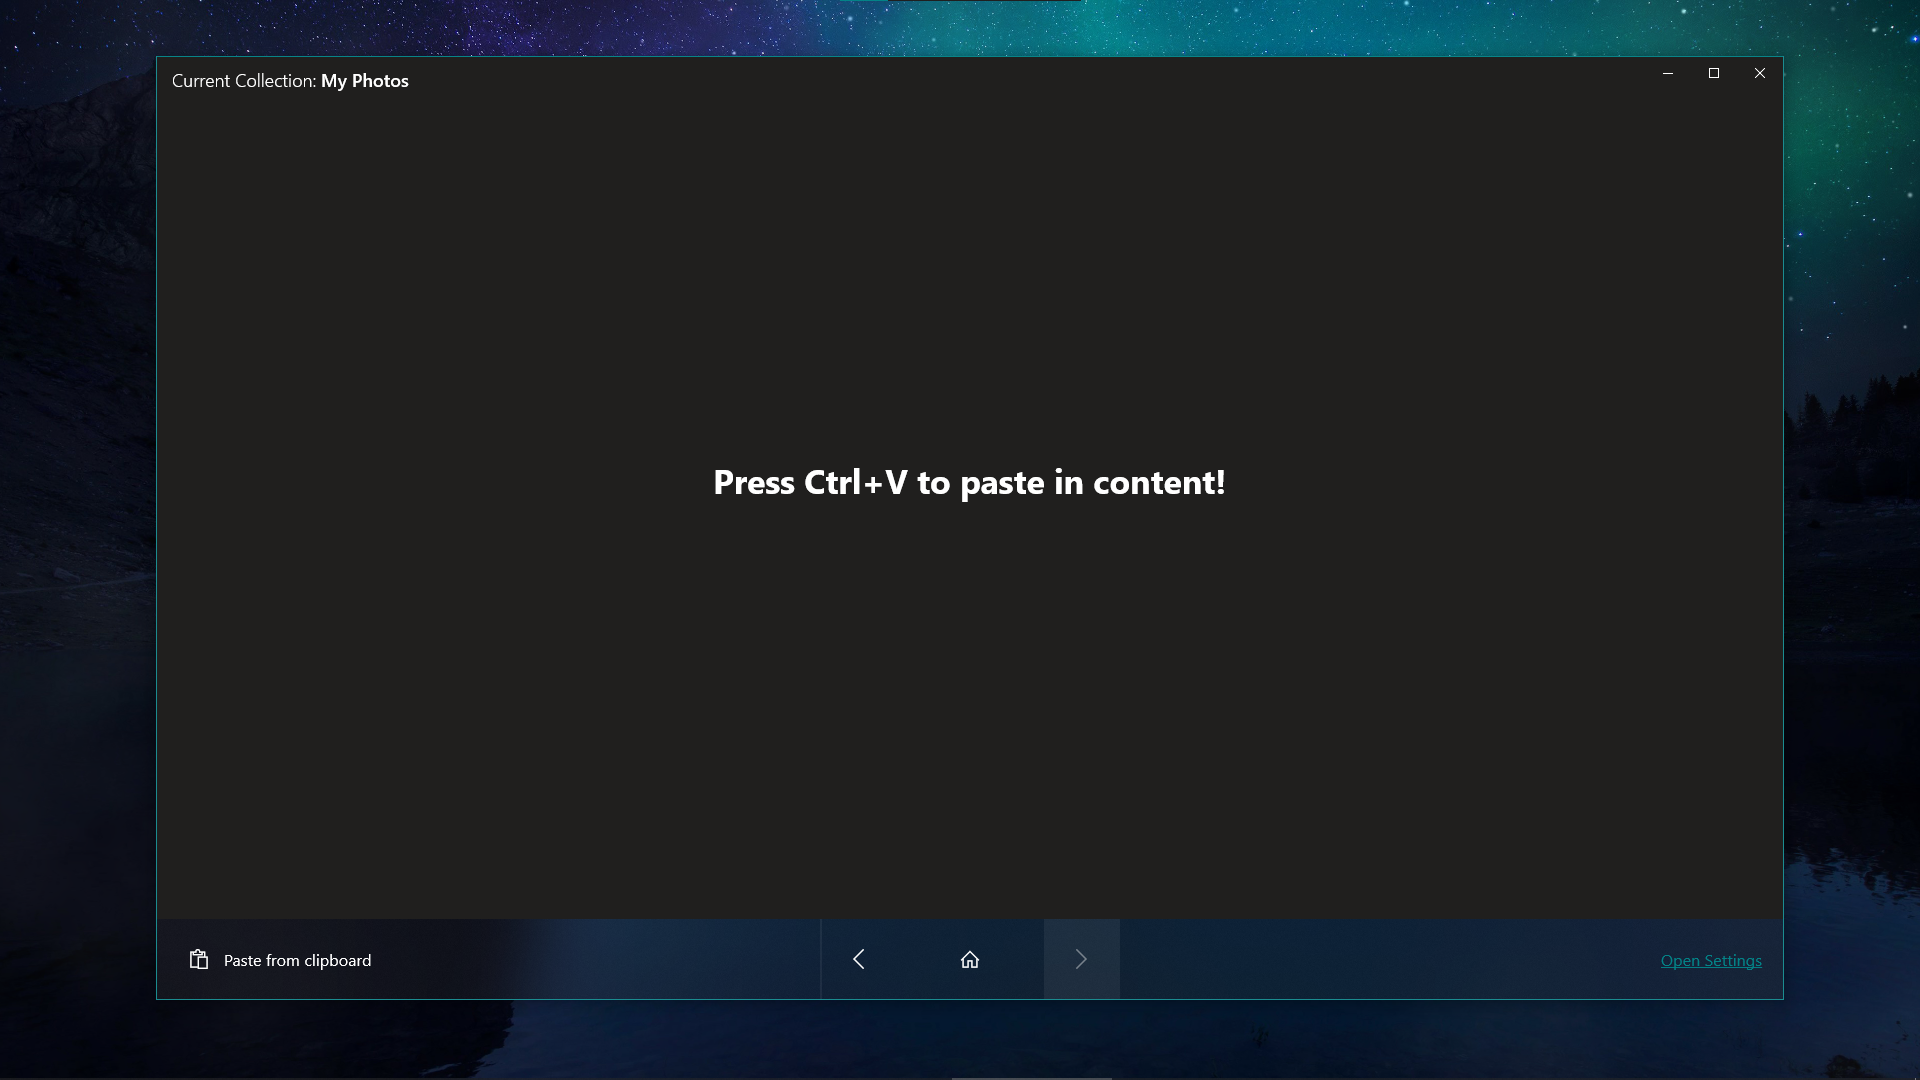 Current Collection: My Photos
Press Ctrl+V to paste in content!
Paste from clipboard
Open Settings